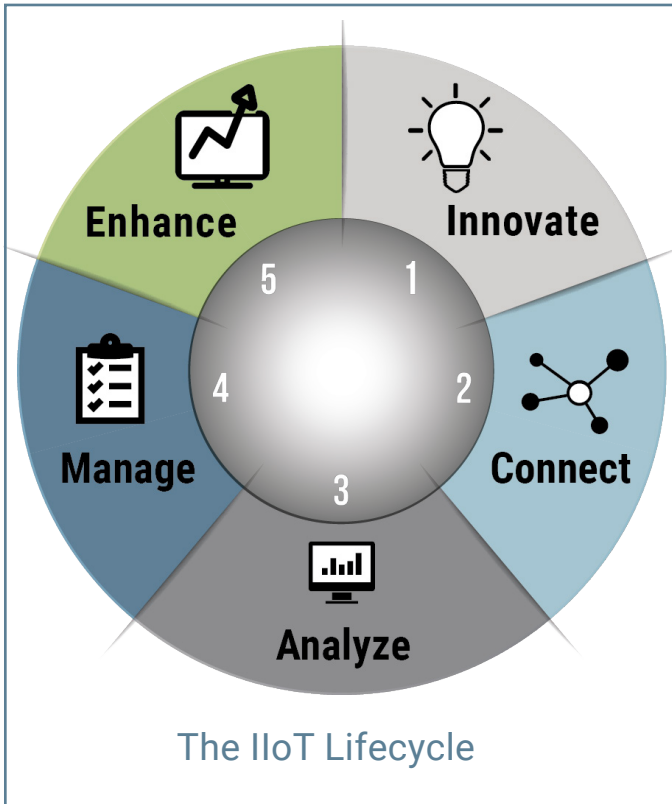 Innovate
1
Connect
2
Analyze
3
Manage
4
Enhance
5
The IIoT Lifecycle